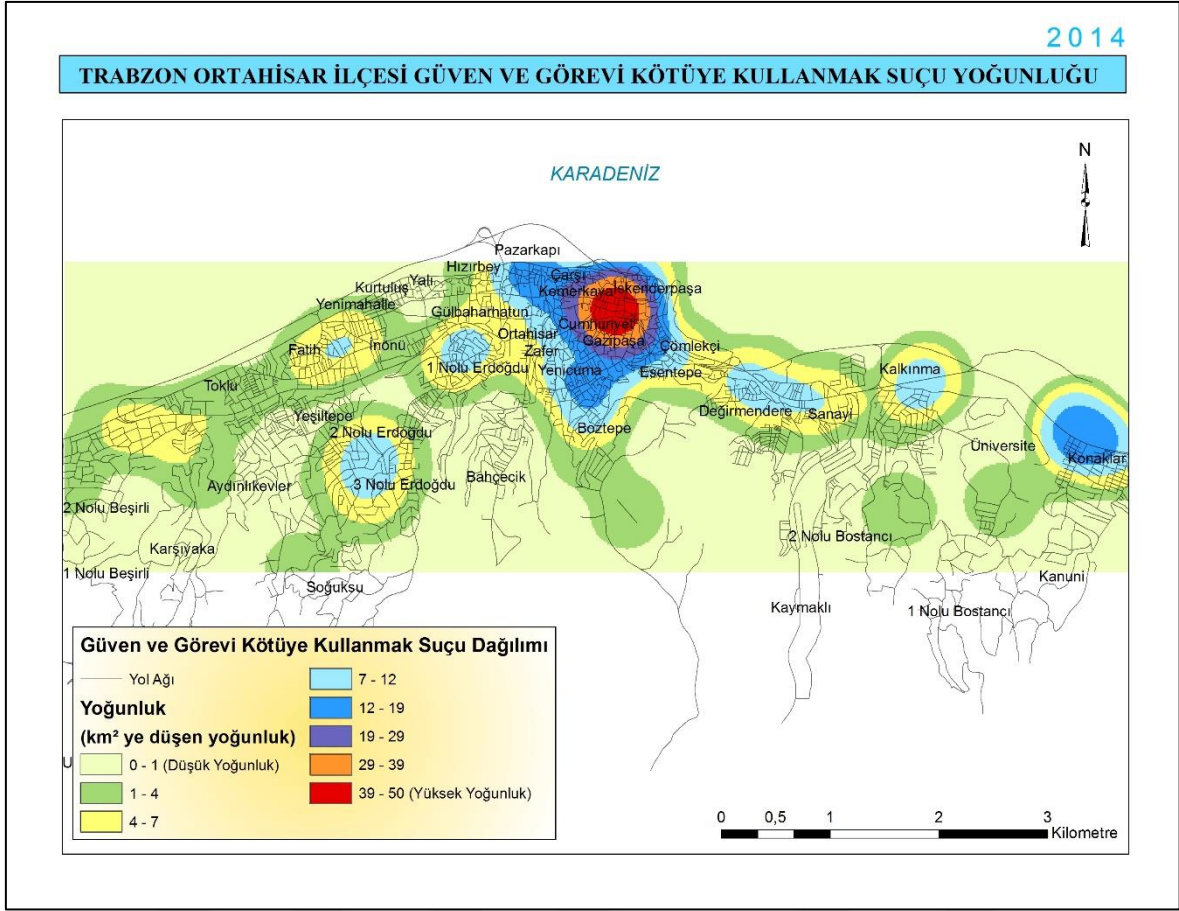 2014
TRABZON ORTAHİSAR İLÇESİ GÜVEN VE GÖREVİ KÖTÜYE KULLANMAK SUÇU YOĞUNLUĞU
KARADENİZ
N
Pazarkapı
Hızırbey
Çarşı
Yalı
Kurtuluş
Kemerkaya
İskenderpaşa
Yenimahalle
Gülbaharhatun
Cumhuriyet
Ortahisar
Gazipaşa
İnönü
Fatih
Zafer
Çömlekçi
1 Nolu Erdoğdu
Yenicuma
Esentepe
Kalkınma
Toklu
Değirmendere
Sanayi
Yeşiltepe
2 Nolu Erdoğdu
Boztepe
Üniversite
Konaklar
Bahçecik
Aydınlıkevler
3 Nolu Erdoğdu
2 Nolu Beşirli
2 Nolu Bostancı
Karşıyaka
1 Nolu Beşirli
Kanuni
Soğuksu
Kaymaklı
1 Nolu Bostancı
Güven ve Görevi Kötüye Kullanmak Suçu Dağılımı
Yol Ağı
Yoğunluk
(km² ye düşen yoğunluk)
0 - 1 (Düşük Yoğunluk)
1 - 4
4 - 7
7 - 12
12 - 19
19 - 29
29 - 39
39 - 50 (Yüksek Yoğunluk)
0 0,5 1 2 3
Kilometre